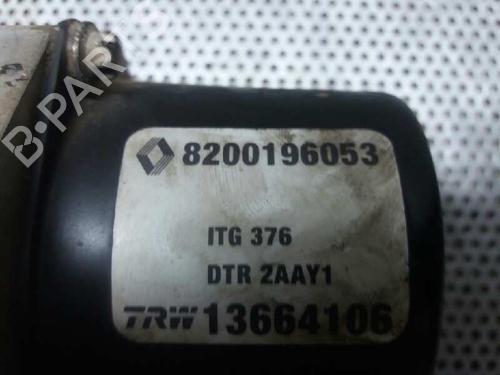 B-PARTS
8200196053
ITG 376
DTR 2AAY1
TRW 13664106